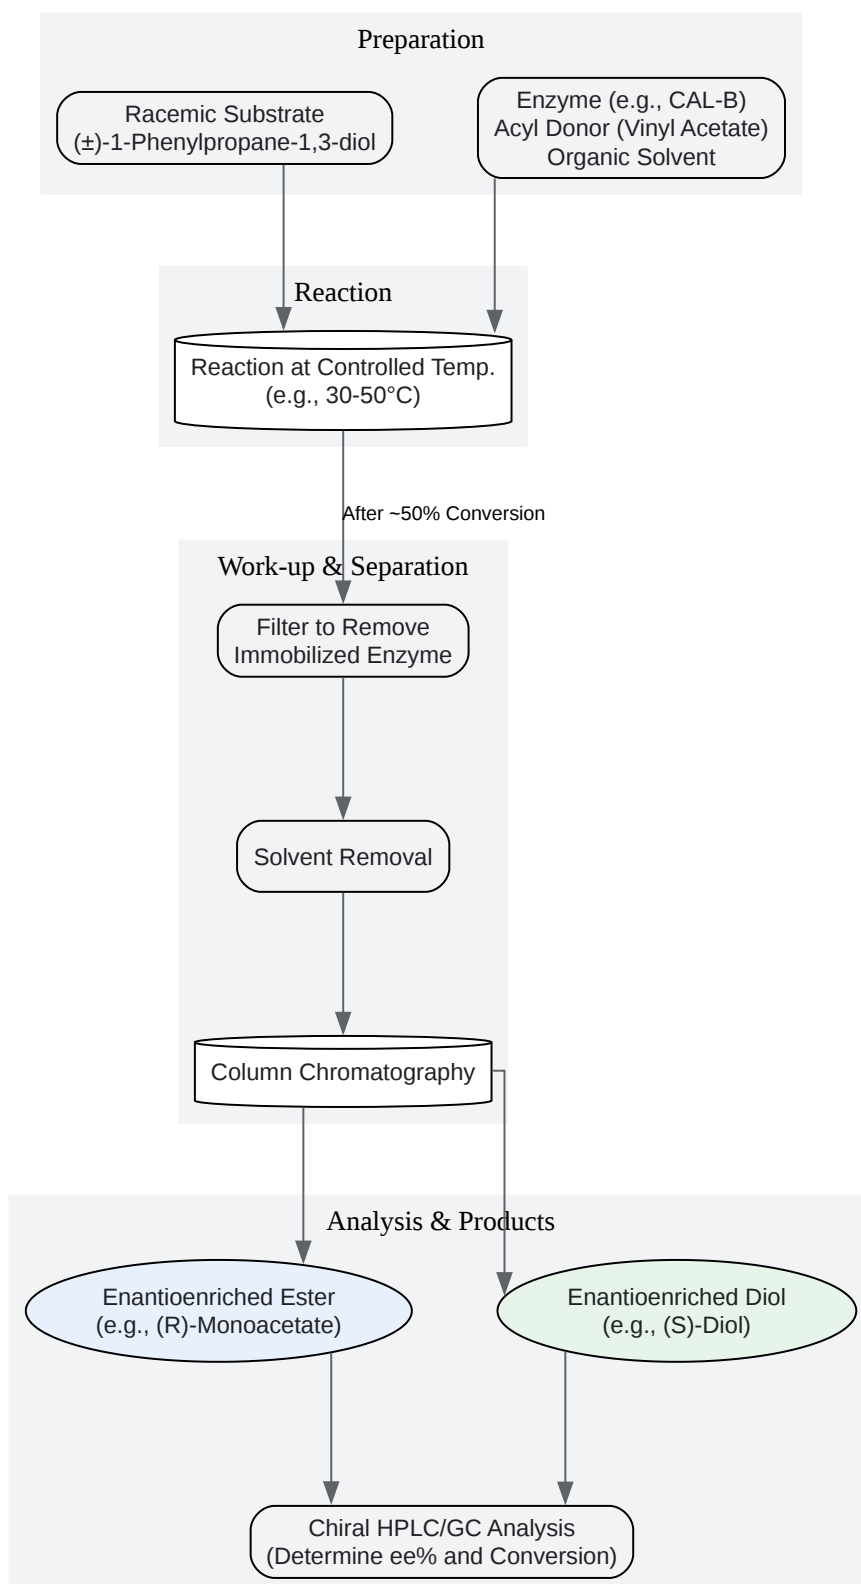 Preparation
Racemic Substrate
(±)-1-Phenylpropane-1,3-diol
Enzyme (e.g., CAL-B)
Acyl Donor (Vinyl Acetate)
Organic Solvent
Reaction
Reaction at Controlled Temp.
(e.g., 30-50°C)
After ~50% Conversion
Work-up & Separation
Filter to Remove
Immobilized Enzyme
Solvent Removal
Column Chromatography
Analysis & Products
Enantioenriched Ester
(e.g., (R)-Monoacetate)
Enantioenriched Diol
(e.g., (S)-Diol)
Chiral HPLC/GC Analysis
(Determine ee% and Conversion)